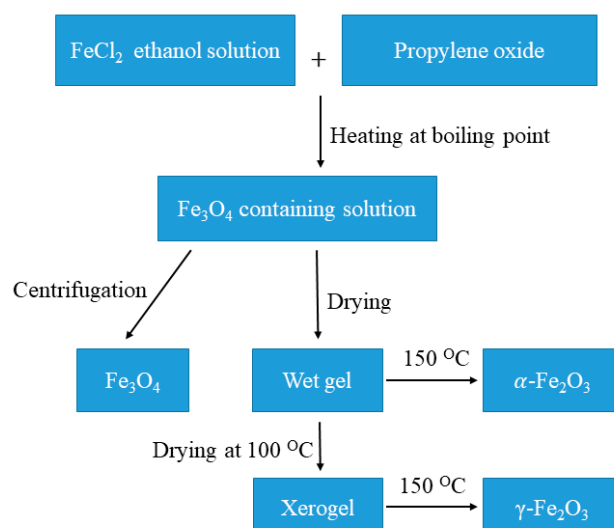 FeCl₂ ethanol solution
+
Propylene oxide
Heating at boiling point
Fe₃O₄ containing solution
Centrifugation
Drying
Fe₃O₄
Wet gel
150 ᴼC
α-Fe₂O₃
Drying at 100 ᴼC
Xerogel
150 ᴼC
γ-Fe₂O₃